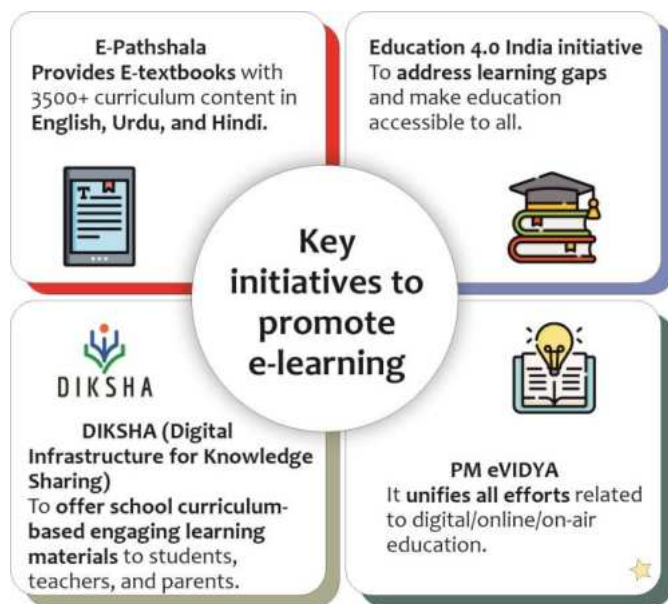 E-Pathshala
Provides E-textbooks with
3500+ curriculum content in
English, Urdu, and Hindi.
T
Education 4.0 India initiative
To address learning gaps
and make education
accessible to all.
Key
initiatives to
promote
e-learning
DIKSHA
DIKSHA (Digital
Infrastructure for Knowledge
Sharing)
To offer school curriculum-
based engaging learning
materials to students,
teachers, and parents.
PM eVIDYA
It unifies all efforts related
to digital/online/on-air
education.